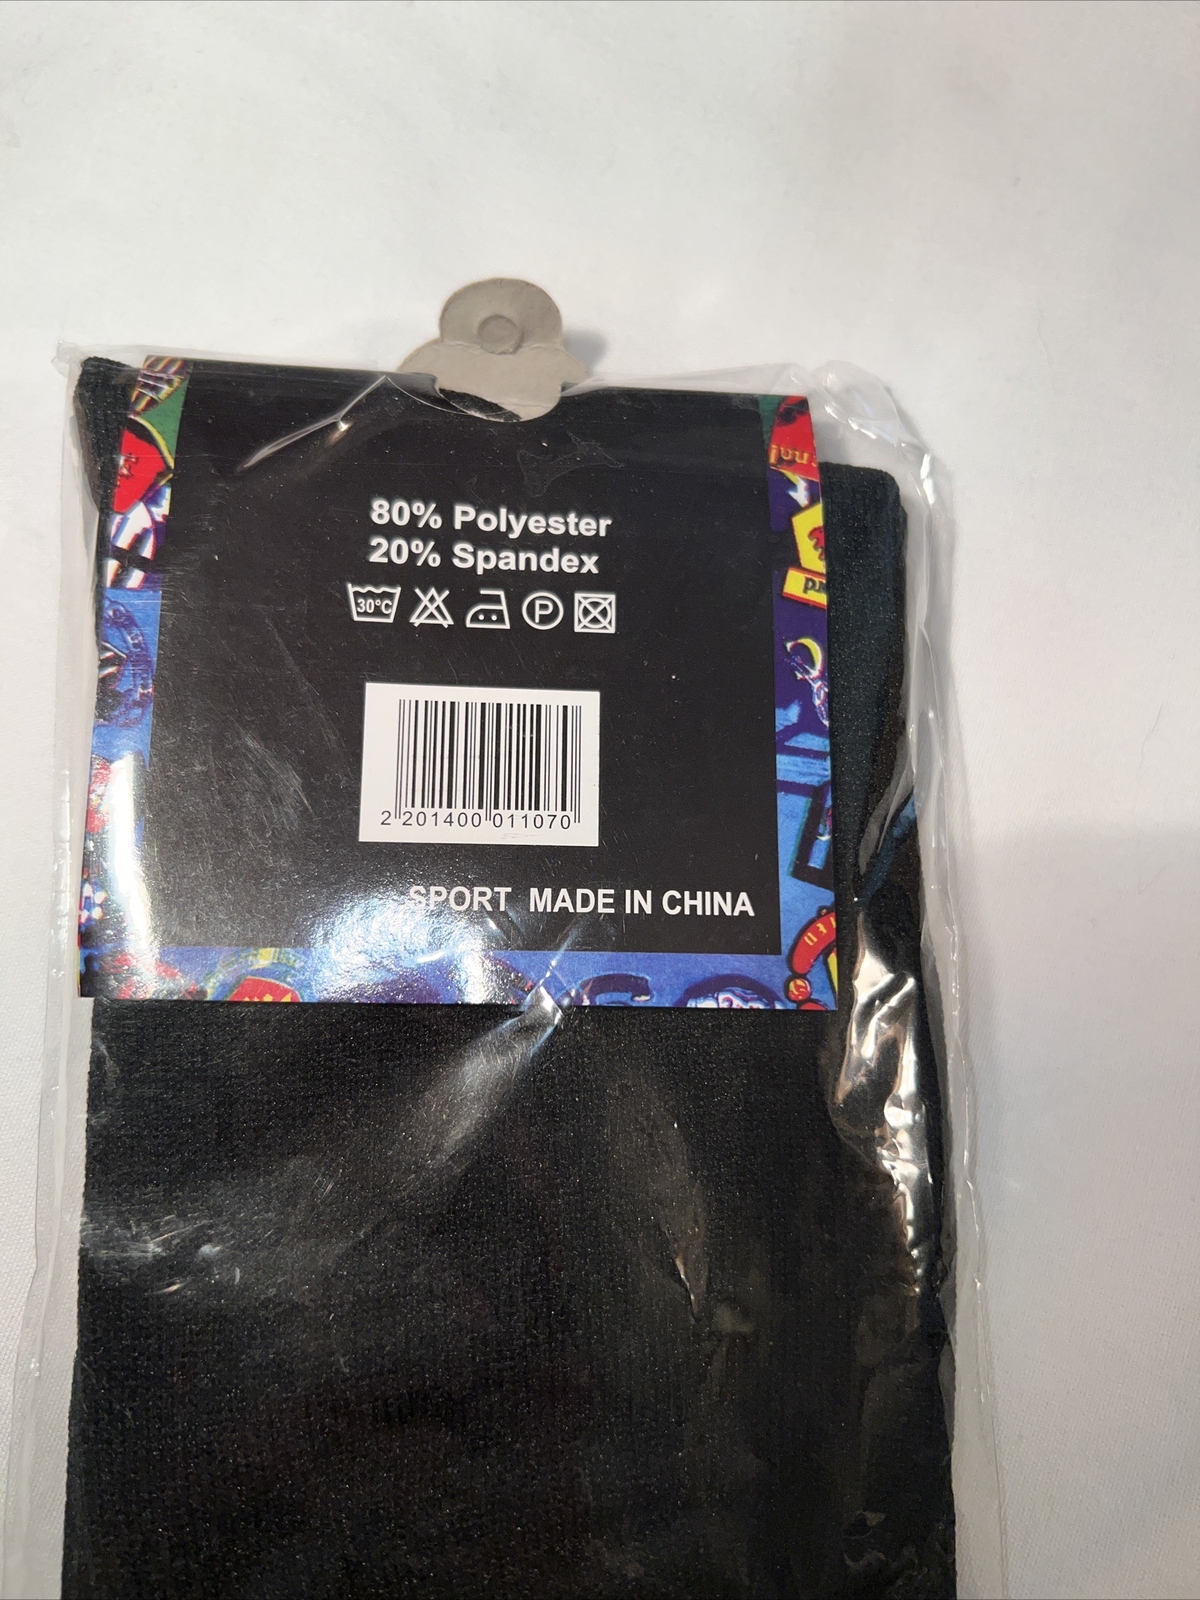 80% Polyester
20% Spandex
30°C
P
2 201400 011070
SPORT MADE IN CHINA